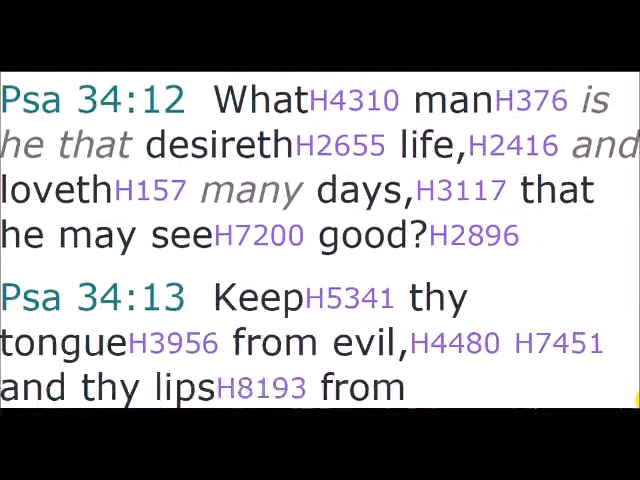 Psa 34:12 WhatH4310 manH376 is
he that desirethH2655 life,H2416 and
lovethH157 many days,H3117 that
he may seeH7200 good?H2896
Psa 34:13 KeepH5341 thy
tongueH3956 from evil,H4480 H7451
and thy lipsH8193 from